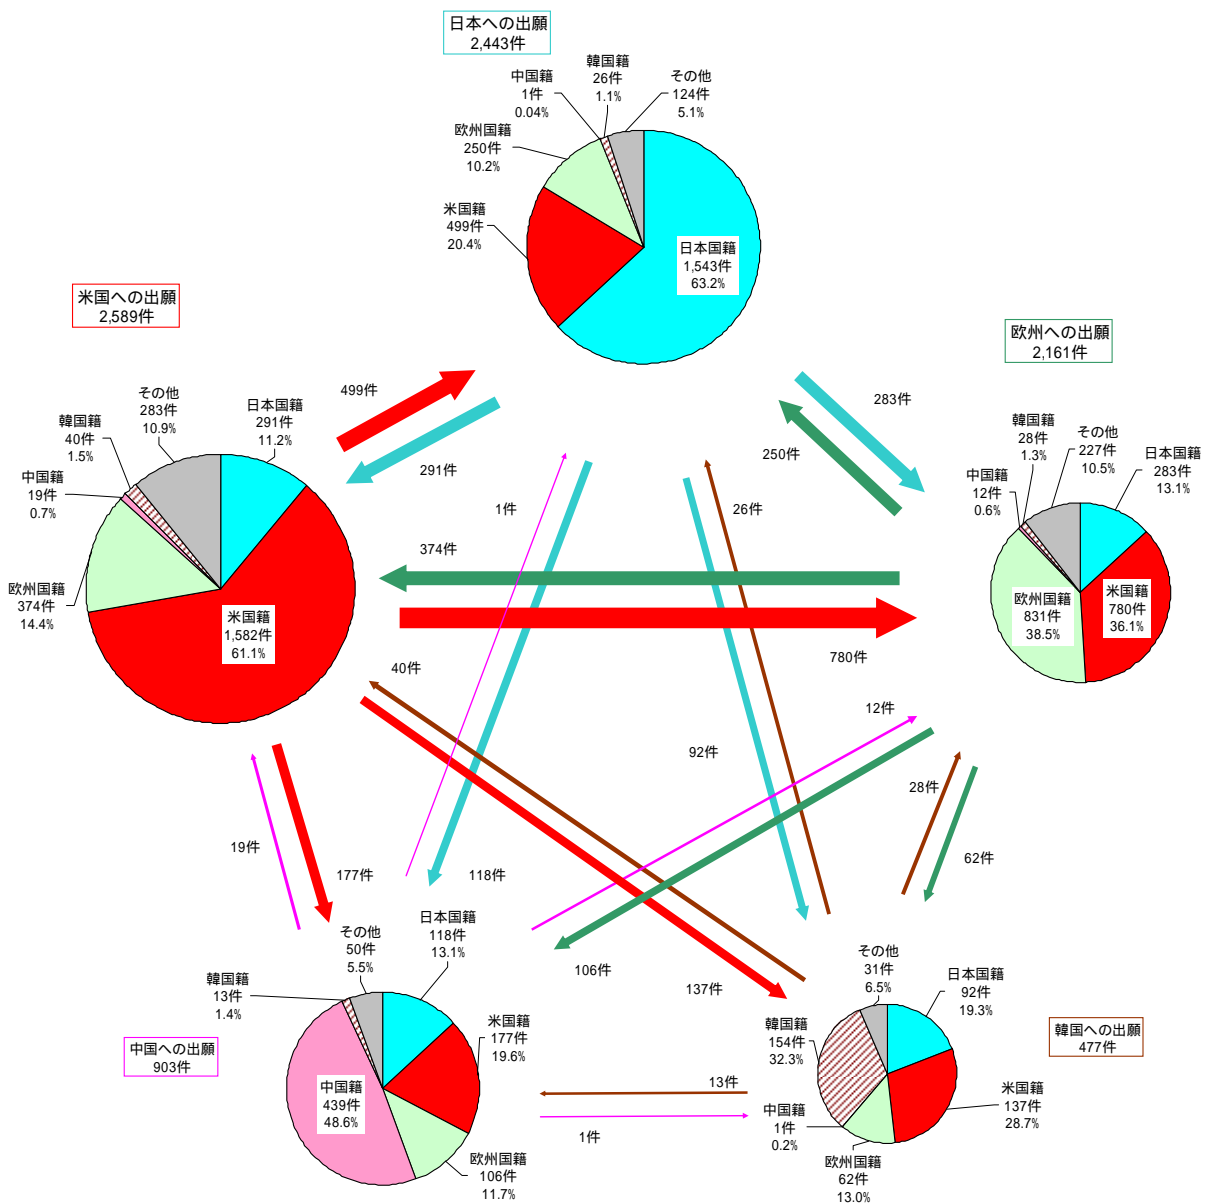 日本への出願
2,443件
中国籍
1件
0.04%
韓国籍
26件
1.1%
その他
124件
5.1%
欧州国籍
250件
10.2%
米国籍
499件
20.4%
日本国籍
1,543件
63.2%
米国への出願
2,589件
欧州への出願
2,161件
499件
291件
283件
250件
その他
283件
10.9%
日本国籍
291件
11.2%
韓国籍
40件
1.5%
中国籍
19件
0.7%
欧州国籍
374件
14.4%
米国籍
1,582件
61.1%
韓国籍
28件
1.3%
その他
227件
10.5%
日本国籍
283件
13.1%
中国籍
12件
0.6%
欧州国籍
831件
38.5%
米国籍
780件
36.1%
1件
26件
374件
780件
40件
12件
92件
28件
62件
19件
177件
118件
106件
137件
その他
50件
5.5%
日本国籍
118件
13.1%
韓国籍
13件
1.4%
米国籍
177件
19.6%
中国籍
439件
48.6%
欧州国籍
106件
11.7%
中国への出願
903件
その他
31件
6.5%
日本国籍
92件
19.3%
韓国籍
154件
32.3%
米国籍
137件
28.7%
中国籍
1件
0.2%
欧州国籍
62件
13.0%
韓国への出願
477件
13件
1件